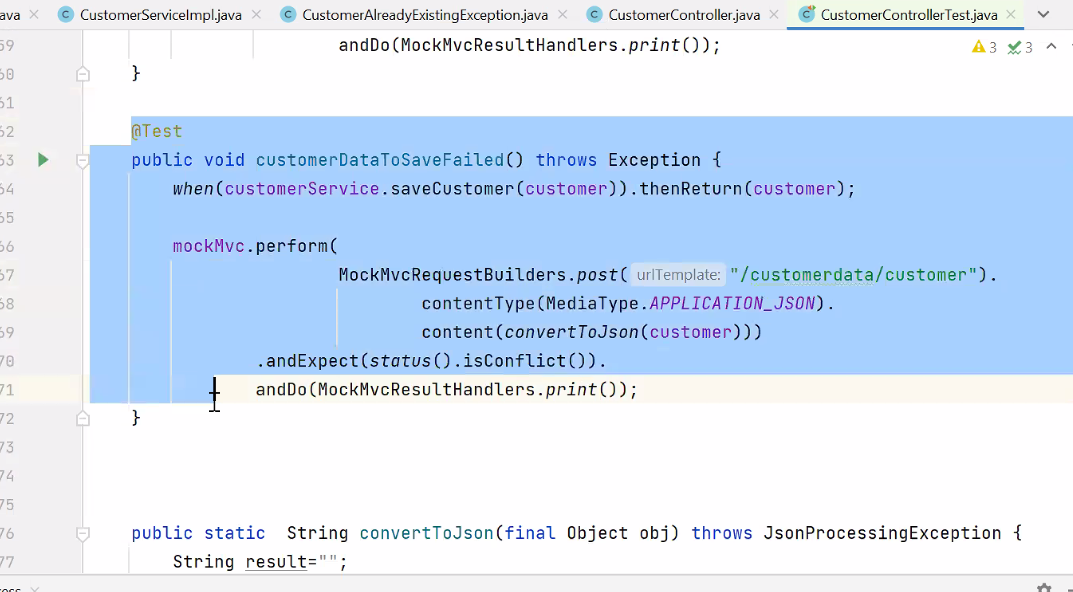 ava CustomerServiceImpl.java CustomerAlreadyExistingException.java CustomerController.java CustomerControllerTest.java
59 andDo(MockMvcResultHandlers.print()); 3 3
60 }
61
62 @Test
63 public void customerDataToSaveFailed() throws Exception {
64 when(customerService.saveCustomer(customer)).thenReturn(customer);
65
66 mockMvc.perform(
67 MockMvcRequestBuilders.post( urlTemplate: "/customerdata/customer").
68 contentType(MediaType.APPLICATION_JSON).
69 content(convertToJson(customer)))
70 .andExpect(status().isConflict()).
71 andDo(MockMvcResultHandlers.print());
72 }
73
74
75
76 public static String convertToJson(final Object obj) throws JsonProcessingException {
77 String result="";